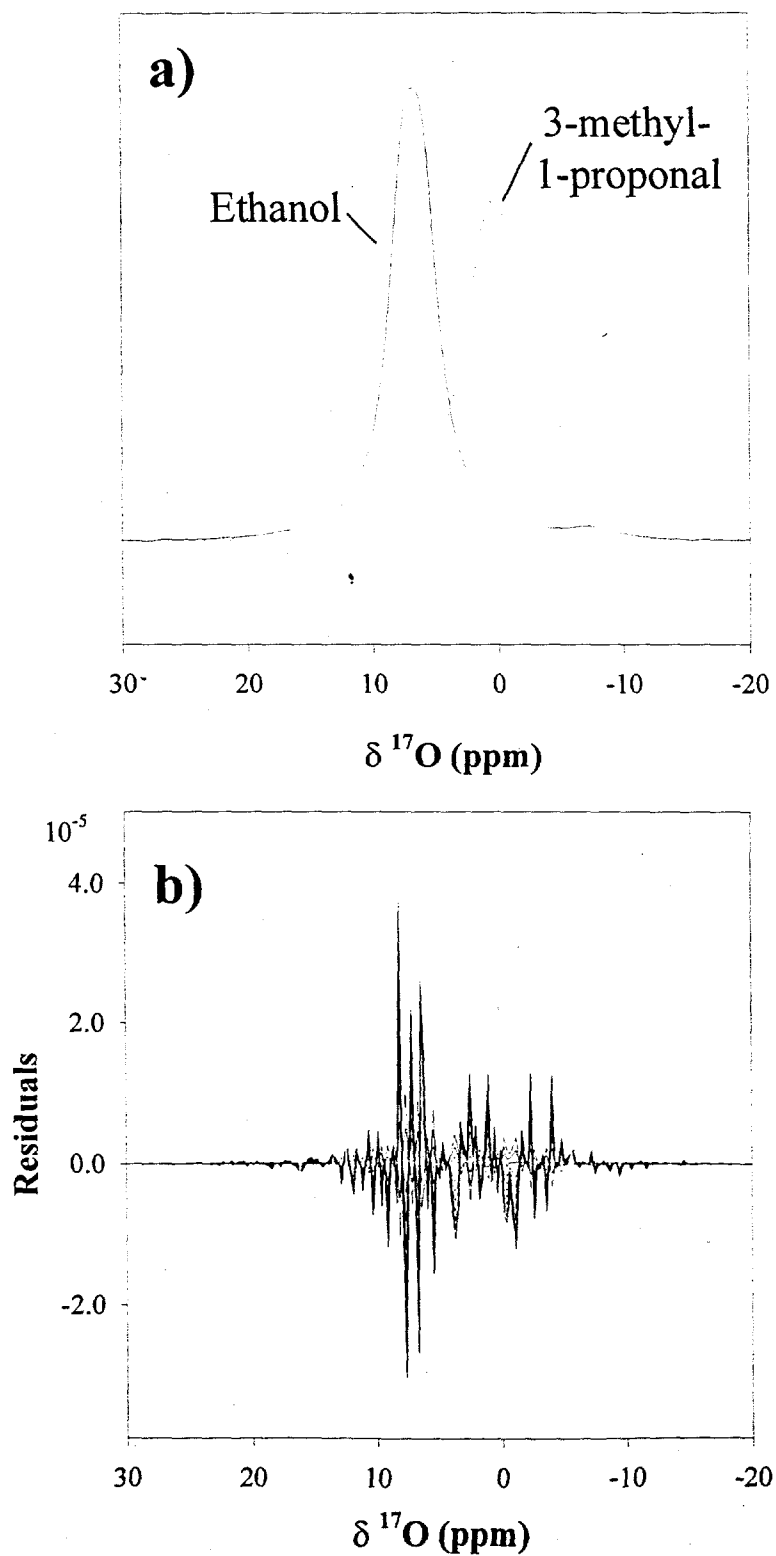 a)
3-methyl-
1-proponal
Ethanol
30 20 10 0 -10 -20
δ ¹⁷O (ppm)
10⁻⁵
b)
4.0
2.0
0.0
-2.0
Residuals
30 20 10 0 -10 -20
δ ¹⁷O (ppm)